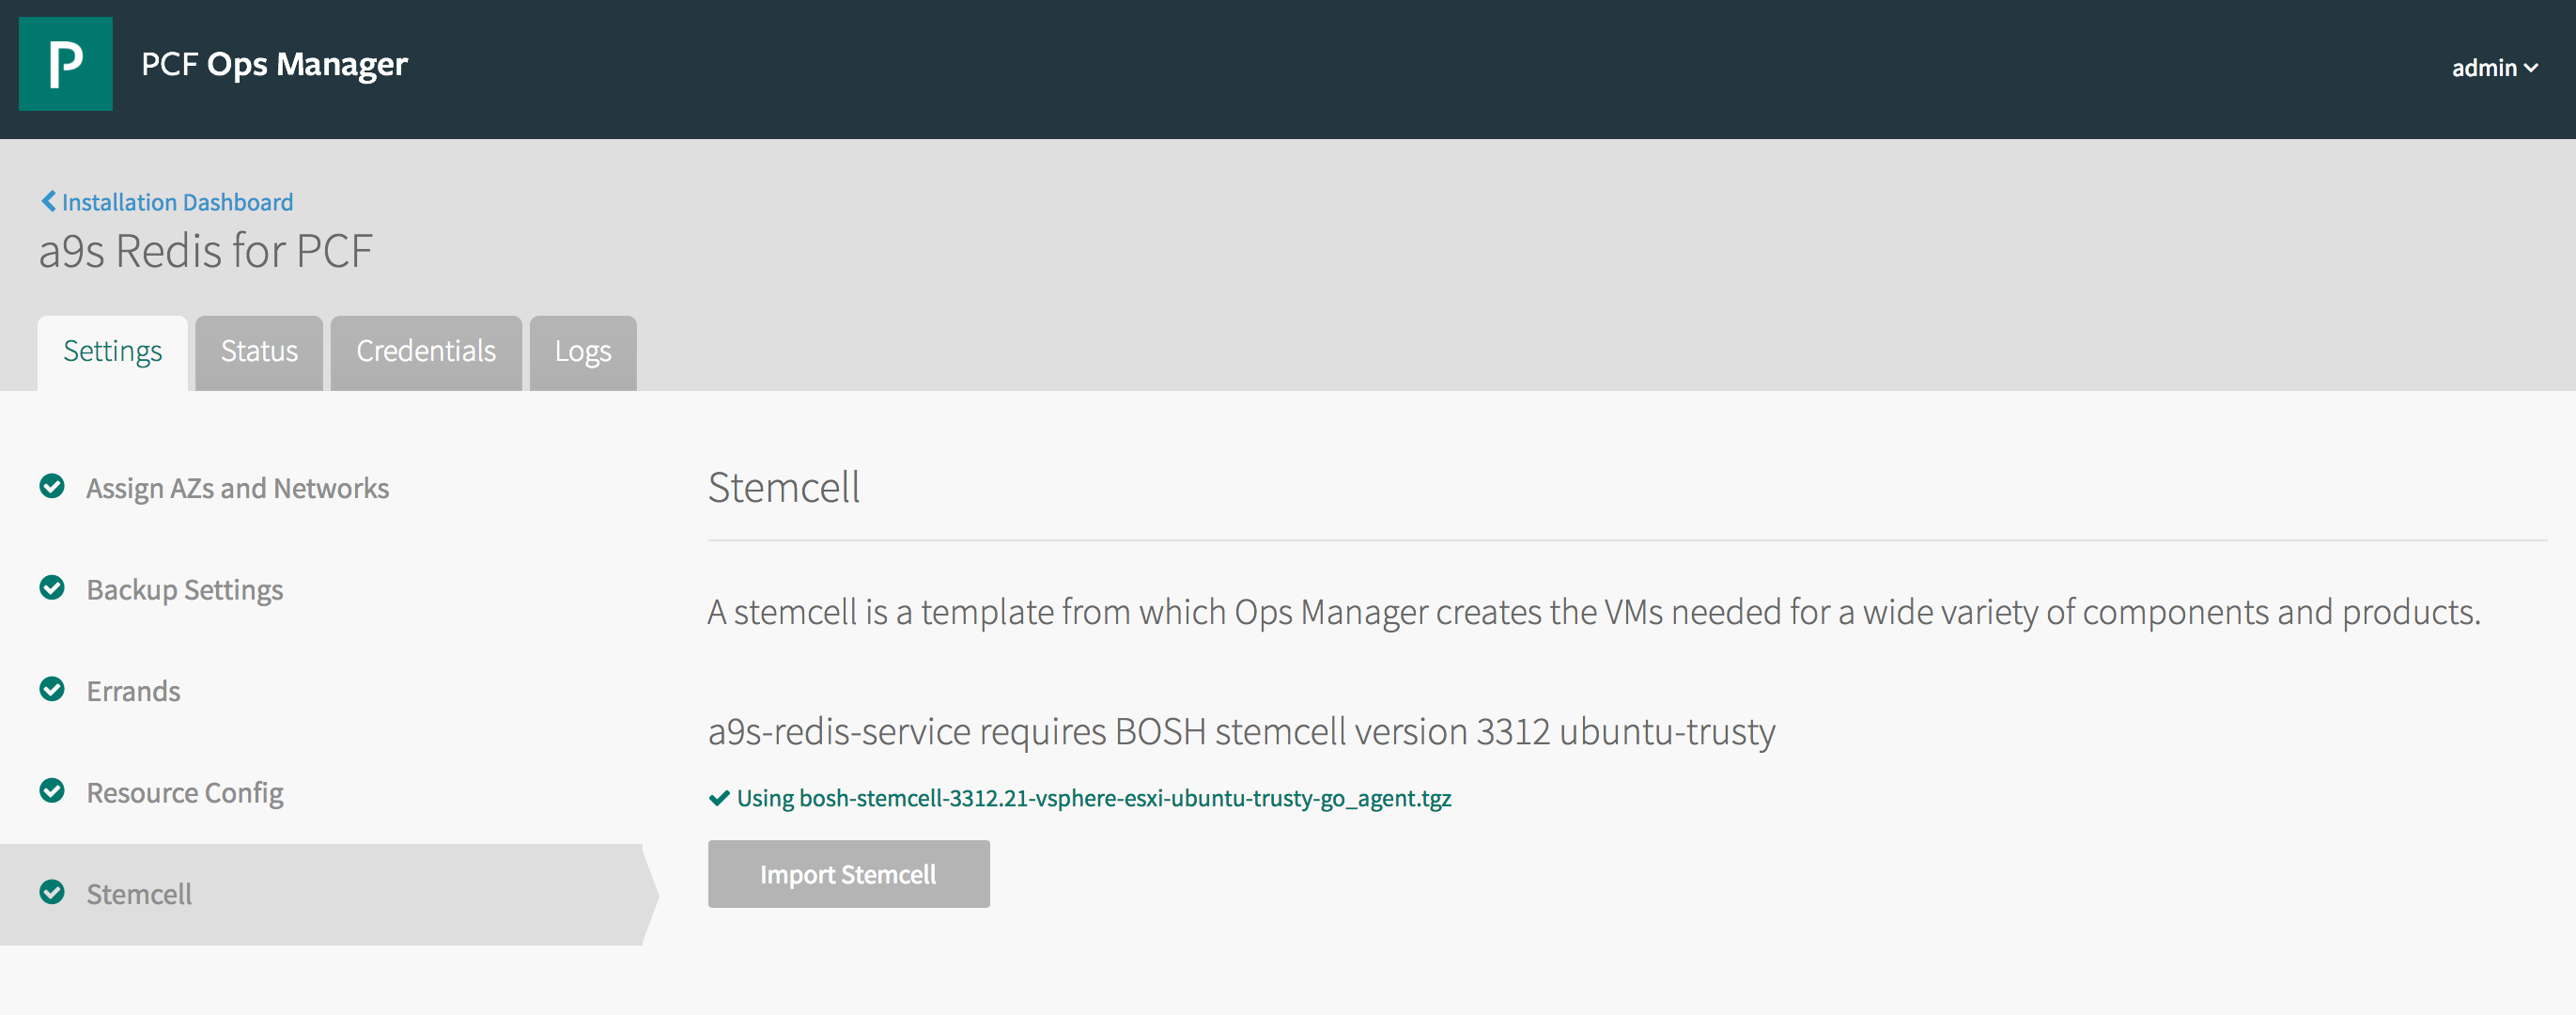 P
PCF Ops Manager
admin
Installation Dashboard
a9s Redis for PCF
Settings
Status
Credentials
Logs
Assign AZs and Networks
Backup Settings
Errands
Resource Config
Stemcell
Stemcell
A stemcell is a template from which Ops Manager creates the VMs needed for a wide variety of components and products.
a9s-redis-service requires BOSH stemcell version 3312 ubuntu-trusty
Using bosh-stemcell-3312.21-vsphere-esxi-ubuntu-trusty-go_agent.tgz
Import Stemcell